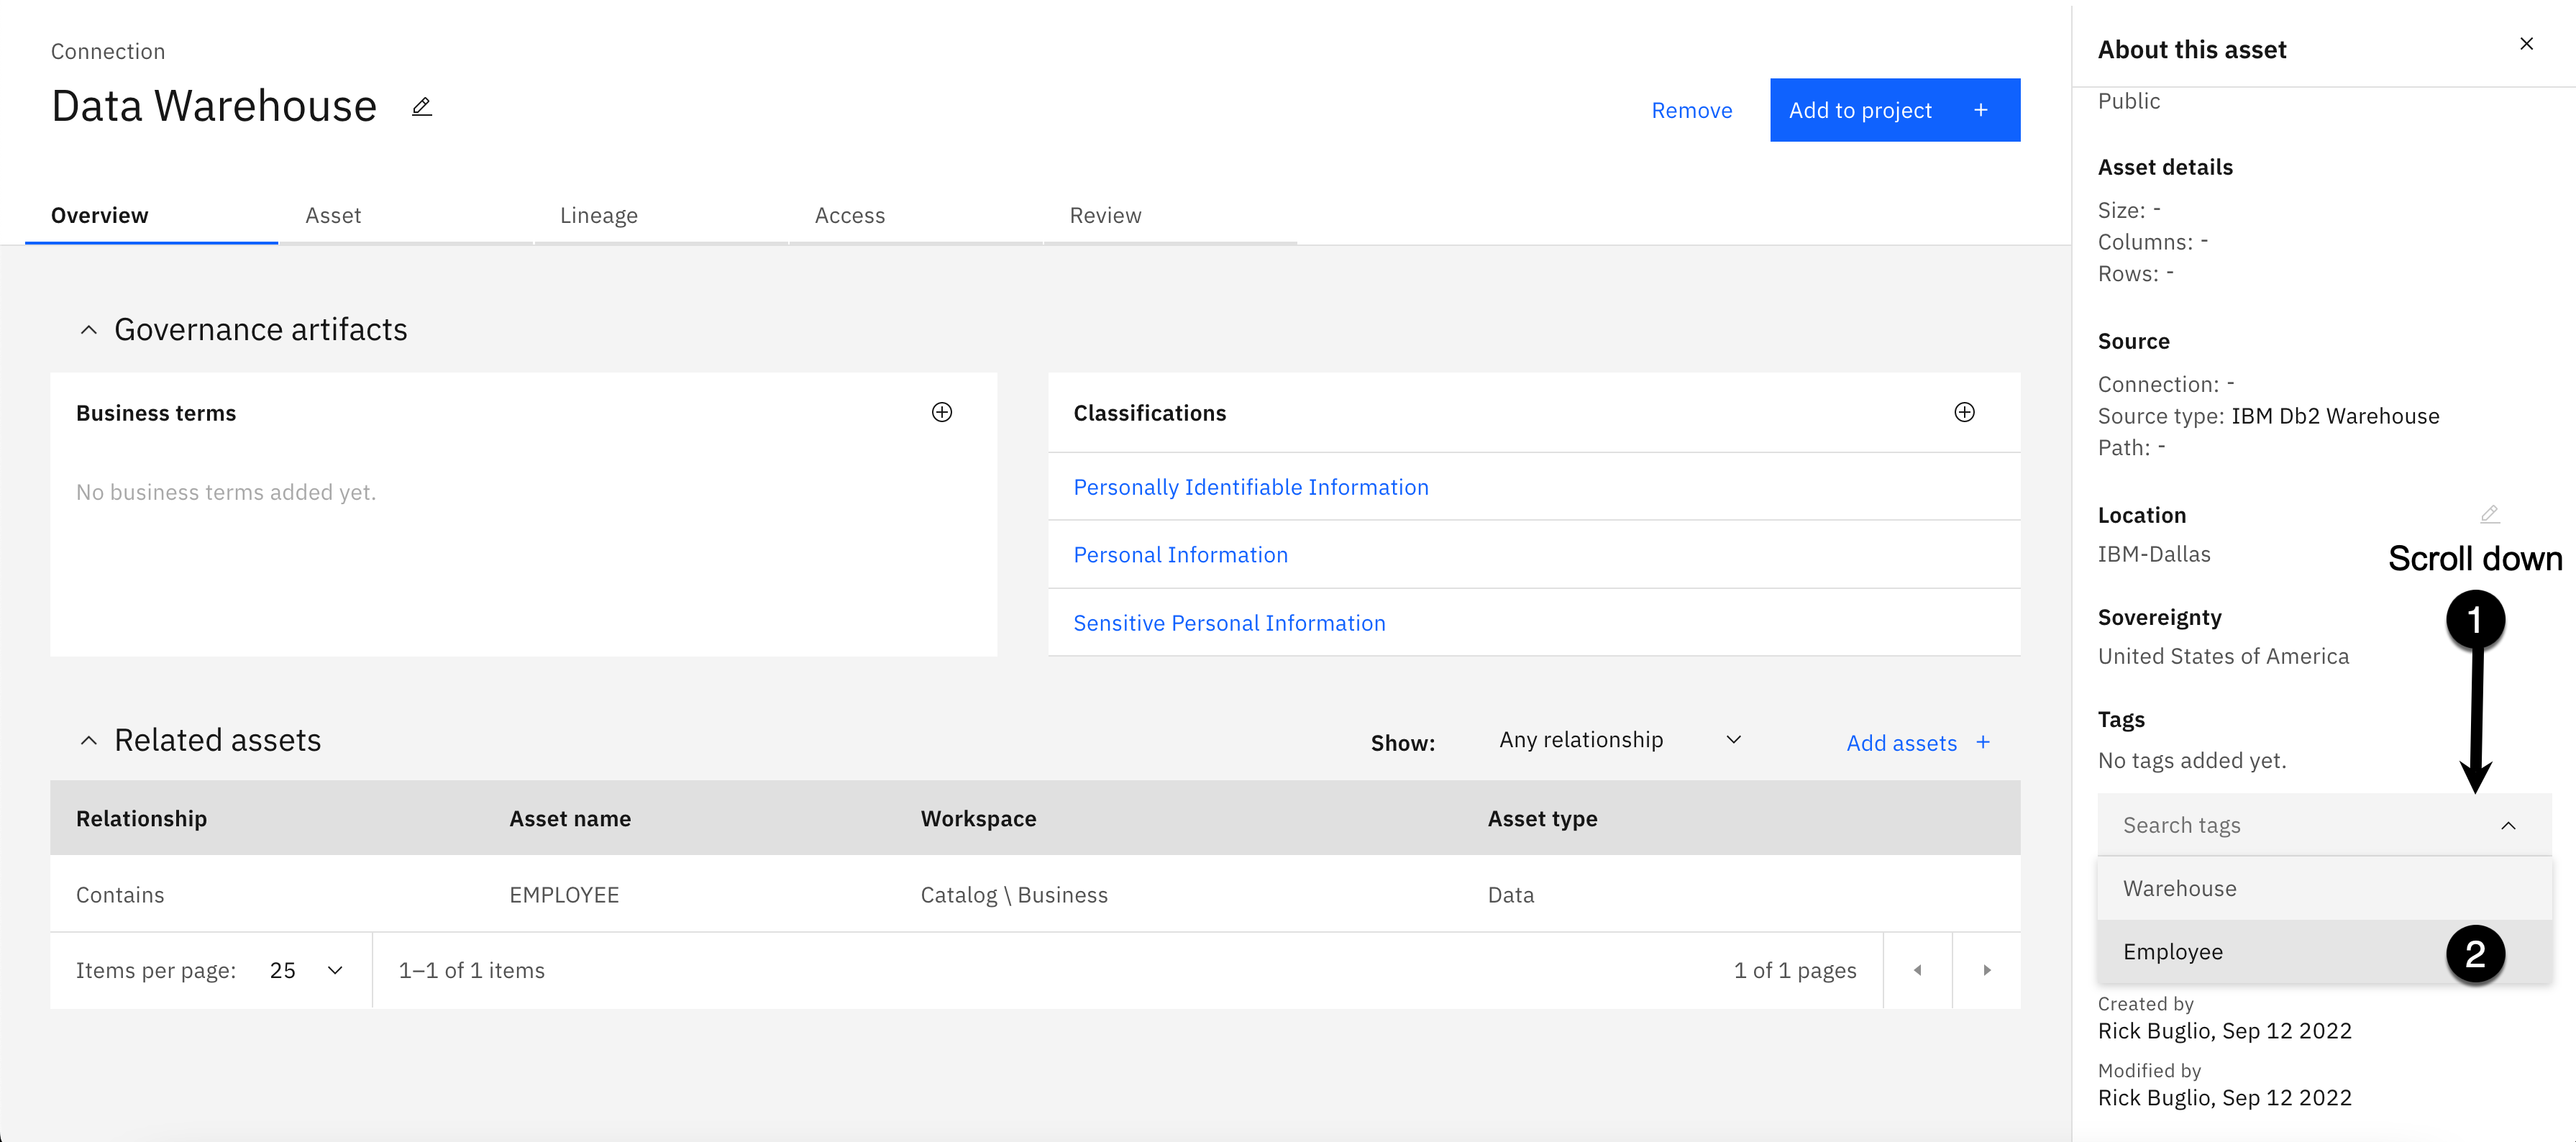 Connection
Data Warehouse
Remove
Add to project +
Overview
Asset
Lineage
Access
Review
Governance artifacts
Business terms
No business terms added yet.
Classifications
Personally Identifiable Information
Personal Information
Sensitive Personal Information
Related assets
Show: Any relationship
Add assets +
Relationship Asset name Workspace Asset type
Contains EMPLOYEE Catalog \ Business Data
Items per page: 25
1–1 of 1 items
1 of 1 pages
About this asset
Public
Asset details
Size: -
Columns: -
Rows: -
Source
Connection: -
Source type: IBM Db2 Warehouse
Path: -
Location
IBM-Dallas
Scroll down
1
Sovereignty
United States of America
Tags
No tags added yet.
Search tags
Warehouse
Employee
2
Created by
Rick Buglio, Sep 12 2022
Modified by
Rick Buglio, Sep 12 2022